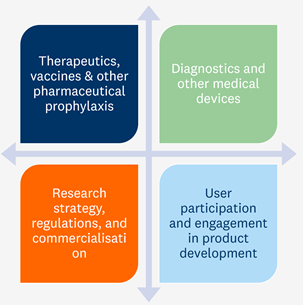 Therapeutics,
vaccines & other
pharmaceutical
prophylaxis
Diagnostics and
other medical
devices
Research
strategy,
regulations, and
commercialisati
on
User
participation
and engagement
in product
development